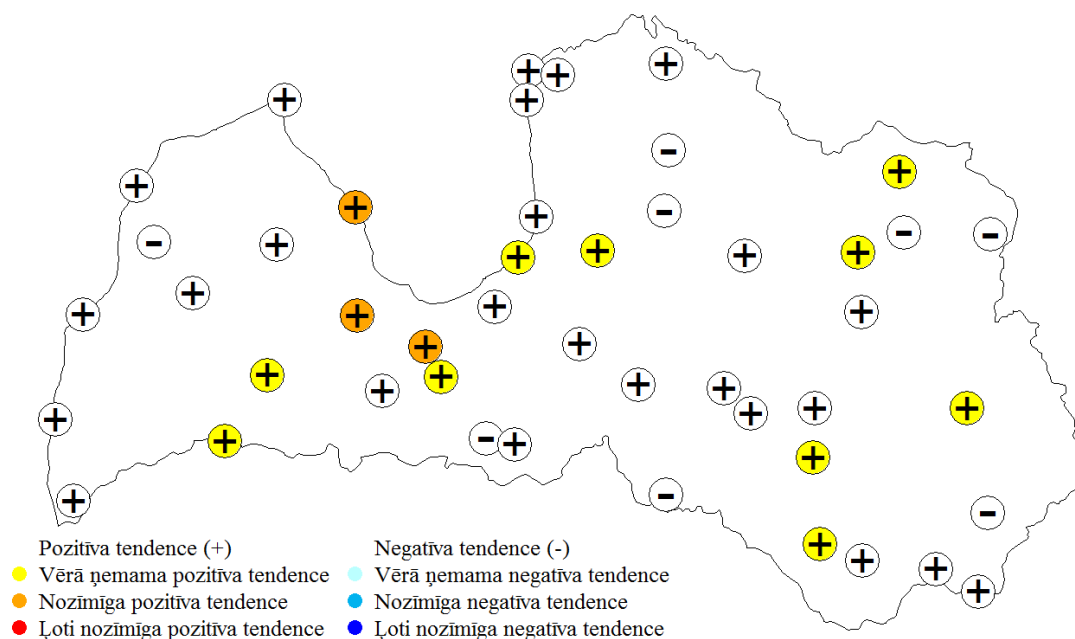 Pozitīva tendence (+)
Vērā ņemama pozitīva tendence
Nozīmīga pozitīva tendence
Ļoti nozīmīga pozitīva tendence
Negatīva tendence (-)
Vērā ņemama negatīva tendence
Nozīmīga negatīva tendence
Ļoti nozīmīga negatīva tendence